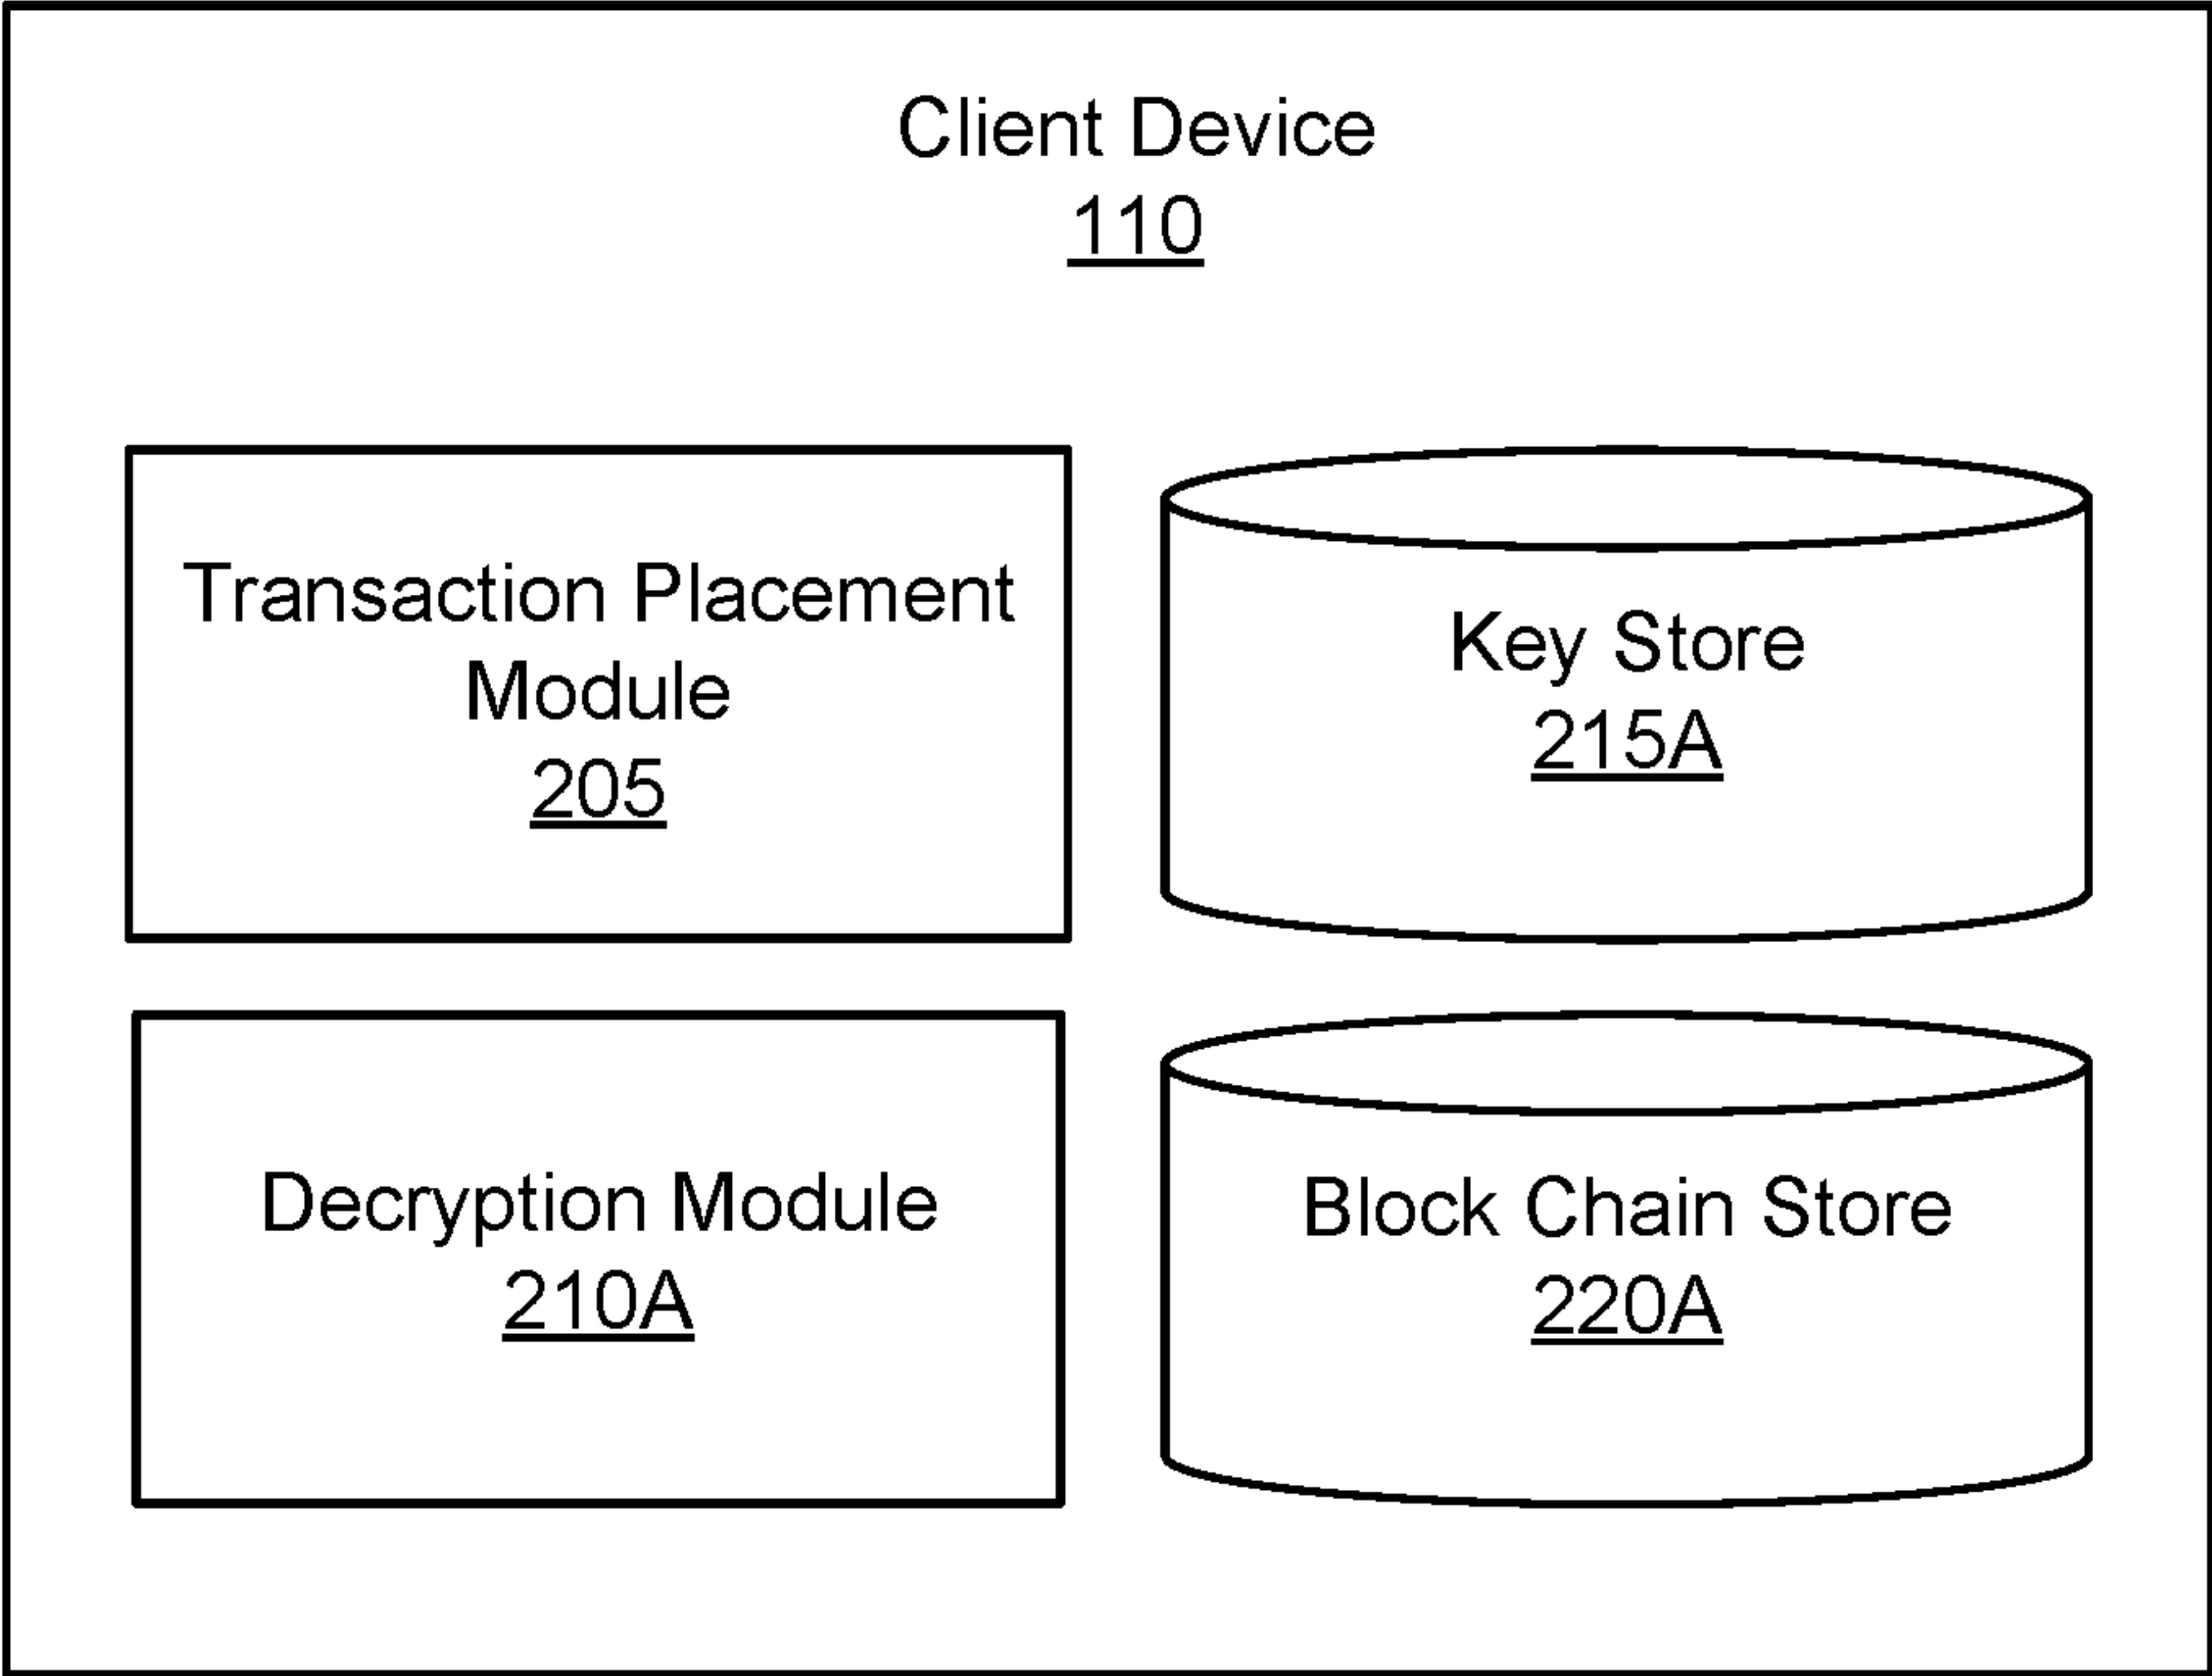 Client Device
110
Transaction Placement
Module
205
Key Store
215A
Decryption Module
210A
Block Chain Store
220A